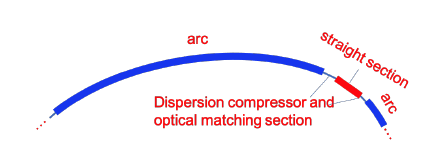 arc
straight section
Dispersion compressor and
optical matching section
arc